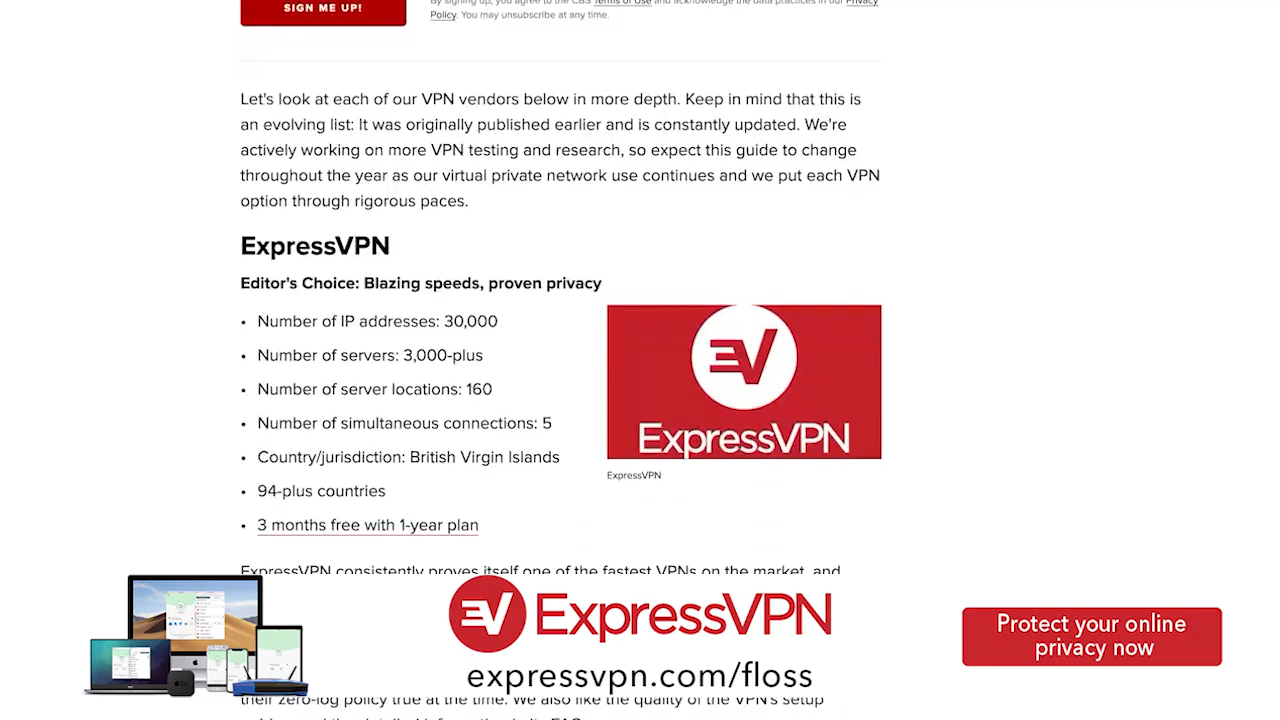 SIGN ME UP!
By signing up, you agree to the CBS Terms of Use and acknowledge the data practices in our Privacy
Policy. You may unsubscribe at any time.
Let's look at each of our VPN vendors below in more depth. Keep in mind that this is
an evolving list: It was originally published earlier and is constantly updated. We're
actively working on more VPN testing and research, so expect this guide to change
throughout the year as our virtual private network use continues and we put each VPN
option through rigorous paces.
ExpressVPN
Editor's Choice: Blazing speeds, proven privacy
• Number of IP addresses: 30,000
• Number of servers: 3,000-plus
• Number of server locations: 160
• Number of simultaneous connections: 5
• Country/jurisdiction: British Virgin Islands
• 94-plus countries
• 3 months free with 1-year plan
ExpressVPN
ExpressVPN
ExpressVPN consistently proves itself one of the fastest VPNs on the market, and
ExpressVPN
expressvpn.com/floss
Protect your online
privacy now
their zero-log policy true at the time. We also like the quality of the VPN's setup